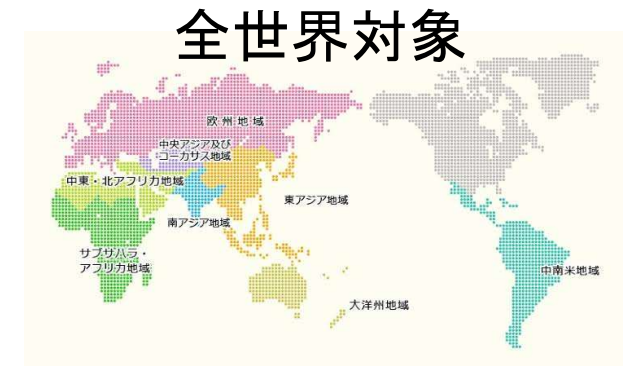 全世界対象
欧州地域
中央アジア及び
コーカサス地域
中東・北アフリカ地域
東アジア地域
南アジア地域
サブサハラ・
アフリカ地域
中南米地域
大洋州地域